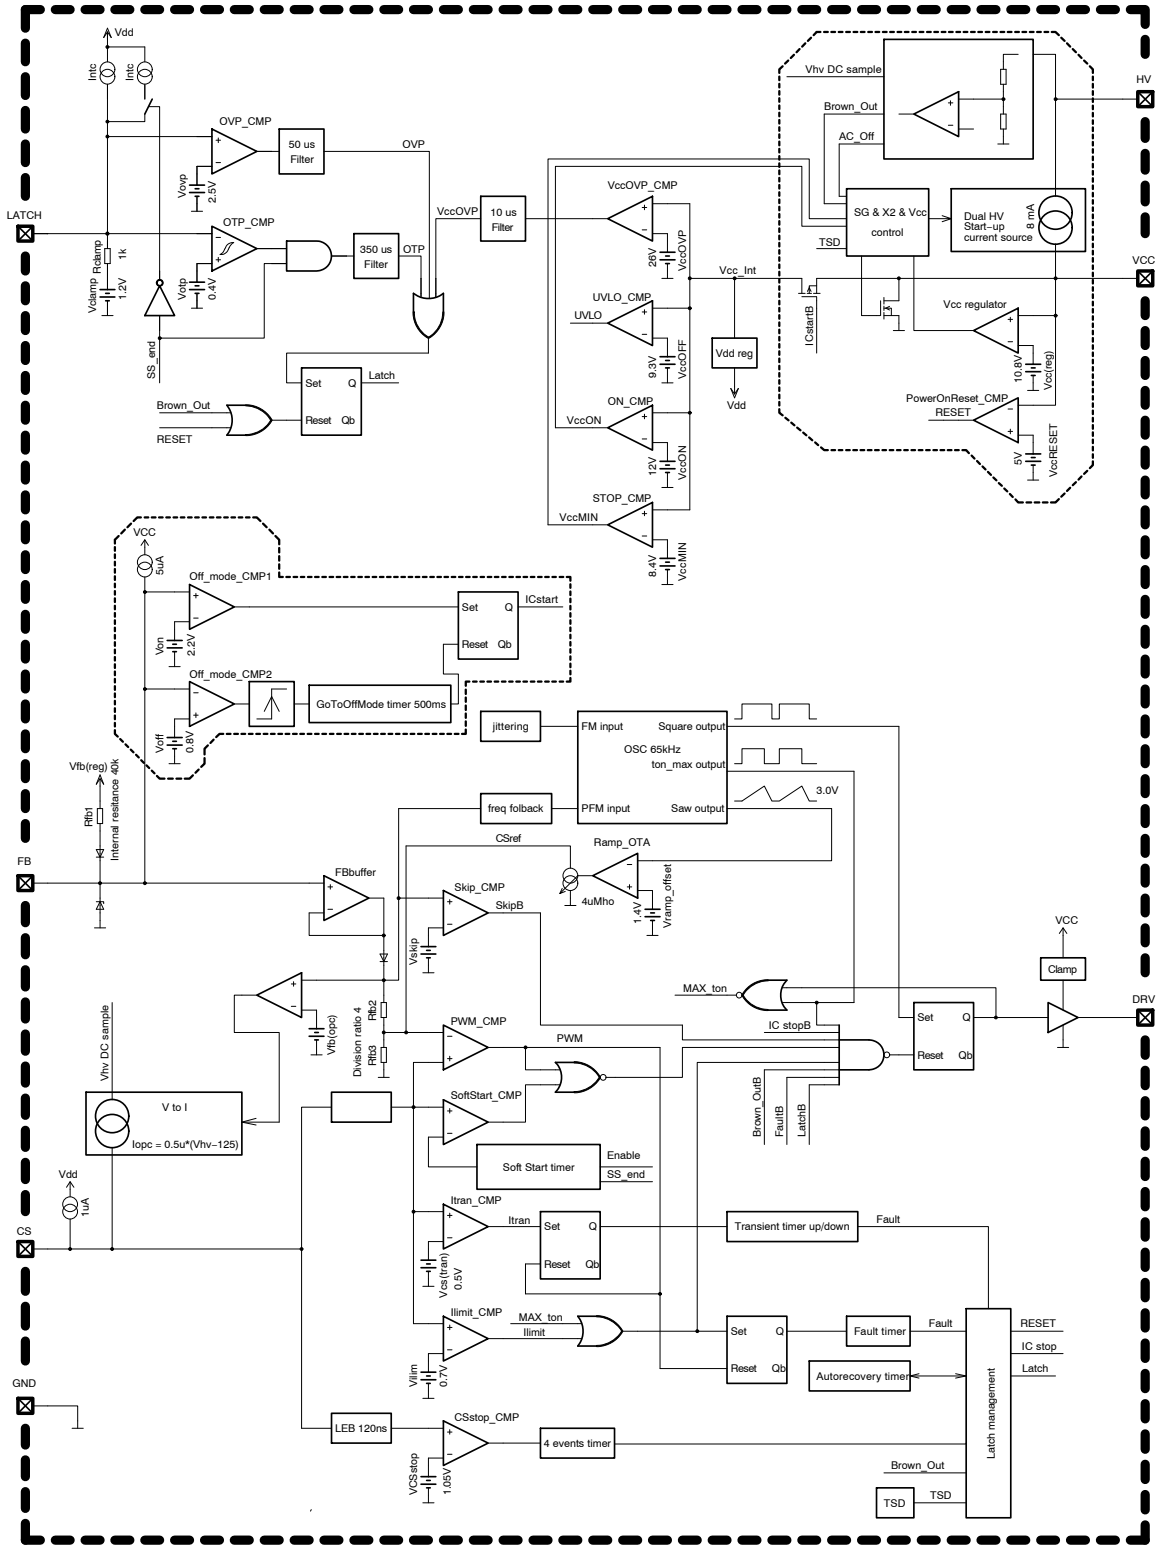 Vdd
Intc
Intc
OVP_CMP
+
−
50 us
Filter
OVP
Vovp
2.5V
LATCH
OTP_CMP
−
+
350 us
Filter
OTP
Rclamp
1k
Vclamp
1.2V
Votp
0.4V
SS_end
Set
Q
Reset
Qb
Latch
Brown_Out
RESET
VccOVP
10 us
Filter
VccOVP_CMP
+
−
26V
VccOVP
UVLO_CMP
+
−
UVLO
9.3V
VccOFF
ON_CMP
+
−
VccON
12V
VccON
STOP_CMP
+
−
VccMIN
8.4V
VccMIN
Vcc_Int
Vdd reg
Vdd
Vhv DC sample
Brown_Out
AC_Off
+
−
HV
SG & X2 & Vcc
control
TSD
Dual HV
Start−up
current source
8 mA
VCC
ICstartB
Vcc regulator
+
−
10.8V
Vcc(reg)
PowerOnReset_CMP
RESET
−
+
5V
VccRESET
VCC
5uA
Off_mode_CMP1
+
−
Von
2.2V
Set
Q
Reset
Qb
ICstart
Off_mode_CMP2
−
+
Voff
0.8V
GoToOffMode timer 500ms
Vfb(reg)
Rfb1
Internal resitance 40k
FB
jittering
FM input
Square output
OSC 65kHz
ton_max output
freq folback
PFM input
Saw output
3.0V
CSref
Ramp_OTA
−
+
4uMho
1.4V
Vramp_offset
FBbuffer
+
−
Skip_CMP
+
−
SkipB
Vskip
VCC
Clamp
DRV
MAX_ton
IC stopB
Set
Q
Reset
Qb
Vhv DC sample
+
−
Vfb(opc)
Division ratio 4
Rfb2
Rfb3
PWM_CMP
−
+
PWM
Brown_OutB
FaultB
LatchB
V to I
Iopc = 0.5u*(Vhv−125)
SoftStart_CMP
+
−
Soft Start timer
Enable
SS_end
Vdd
1uA
CS
Itran_CMP
+
−
Itran
Vcs(tran)
0.5V
Set
Q
Reset
Qb
Transient timer up/down
Fault
Ilimit_CMP
+
−
MAX_ton
Ilimit
Vilim
0.7V
Set
Q
Reset
Qb
Fault timer
Fault
Autorecovery timer
RESET
IC stop
Latch
Latch management
GND
LEB 120ns
CSstop_CMP
+
−
VCSstop
1.05V
4 events timer
Brown_Out
TSD
TSD